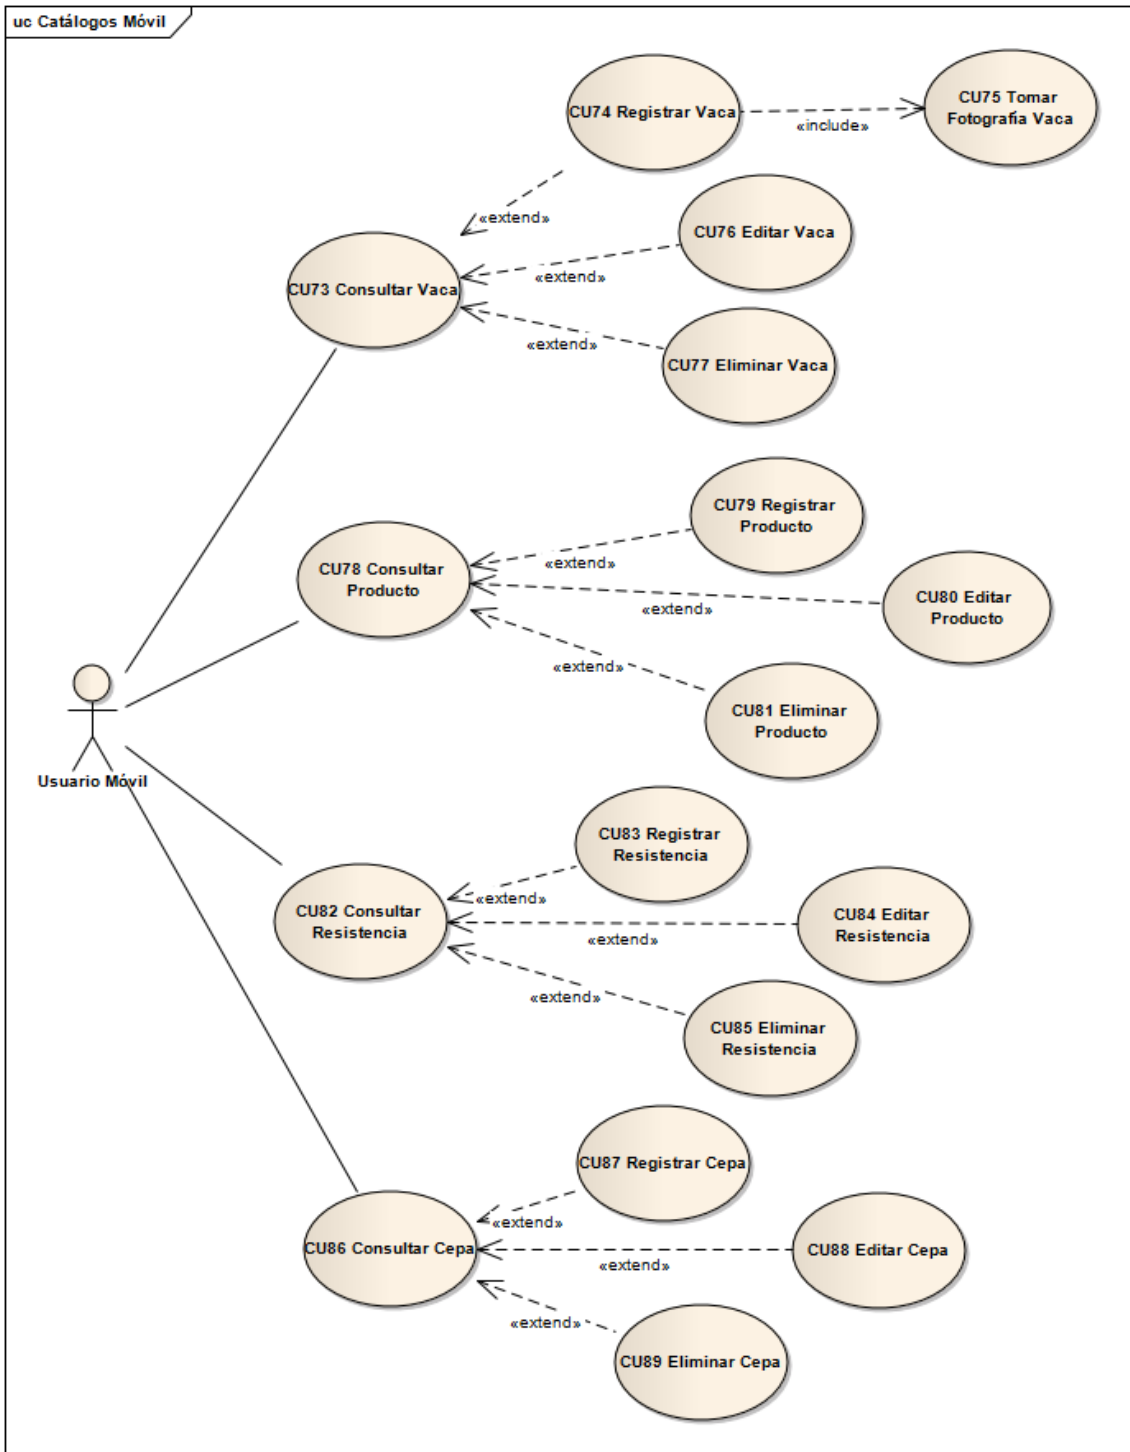 uc Catálogos Móvil
CU74 Registrar Vaca
«include»
CU75 Tomar
Fotografía Vaca
«extend»
CU76 Editar Vaca
«extend»
CU73 Consultar Vaca
«extend»
CU77 Eliminar Vaca
CU79 Registrar
Producto
«extend»
CU78 Consultar
Producto
«extend»
CU80 Editar
Producto
«extend»
CU81 Eliminar
Producto
Usuario Móvil
CU83 Registrar
Resistencia
«extend»
CU82 Consultar
Resistencia
«extend»
CU84 Editar
Resistencia
«extend»
CU85 Eliminar
Resistencia
CU87 Registrar Cepa
«extend»
CU86 Consultar Cepa
«extend»
CU88 Editar Cepa
«extend»
CU89 Eliminar Cepa